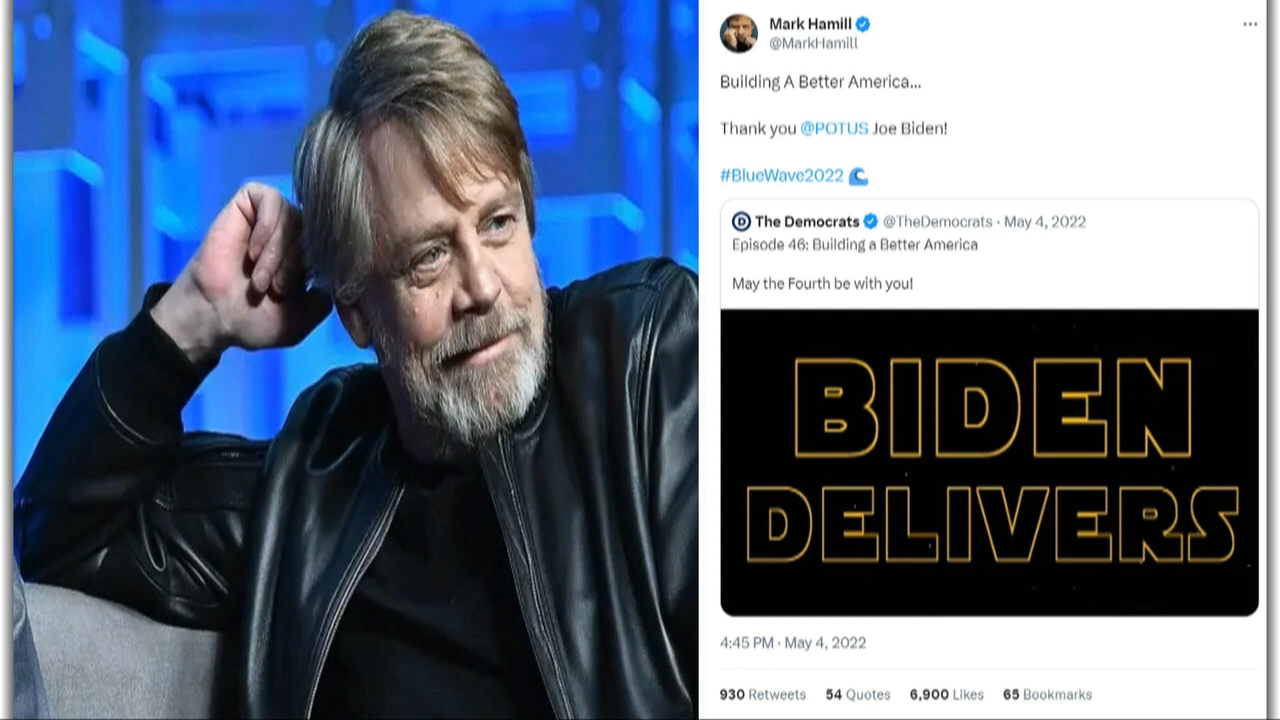 Mark Hamill
@MarkHamill
Building A Better America...
Thank you @POTUS Joe Biden!
#BlueWave2022 🌊
The Democrats @TheDemocrats · May 4, 2022
Episode 46: Building a Better America
May the Fourth be with you!
BIDEN
DELIVERS
4:45 PM · May 4, 2022
930 Retweets 54 Quotes 6,900 Likes 65 Bookmarks